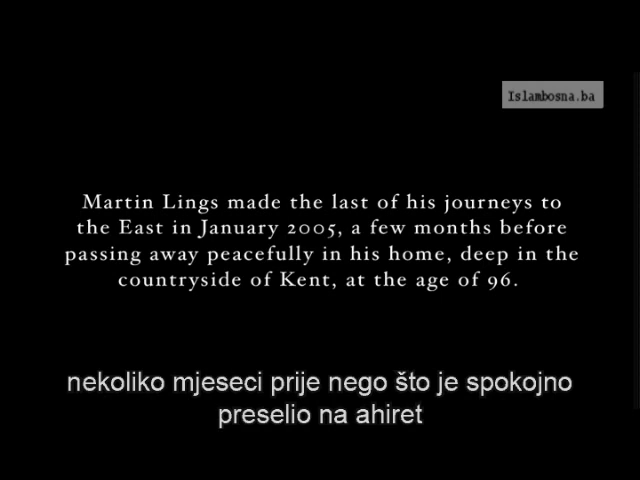 Islambosna.ba
Martin Lings made the last of his journeys to
the East in January 2005, a few months before
passing away peacefully in his home, deep in the
countryside of Kent, at the age of 96.
nekoliko mjeseci prije nego što je spokojno
preselio na ahiret